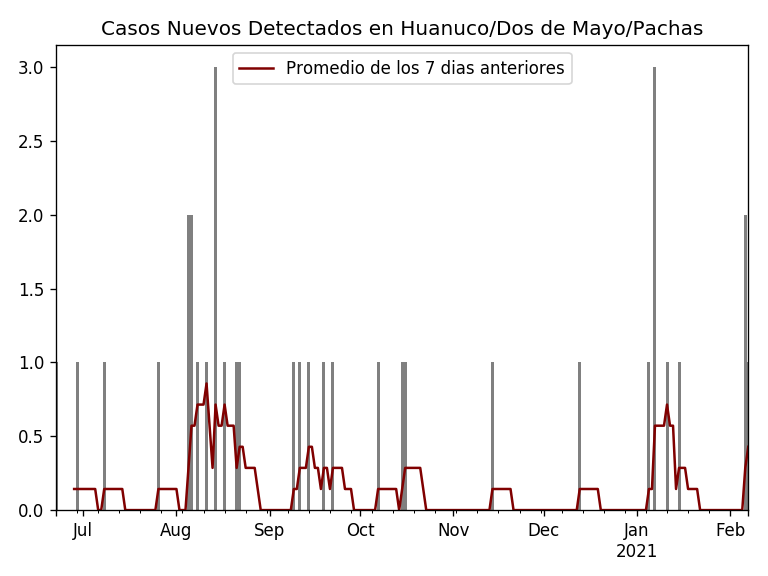 Casos Nuevos Detectados en Huanuco/Dos de Mayo/Pachas
Promedio de los 7 dias anteriores
3.0
2.5
2.0
1.5
1.0
0.5
0.0
Jul Aug Sep Oct Nov Dec Jan Feb
2021